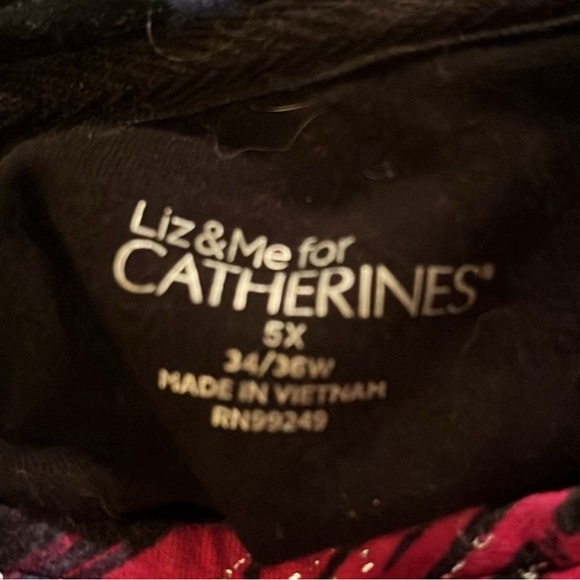 Liz&Me for
CATHERINES®
5X
34/36W
MADE IN VIETNAM
RN99249